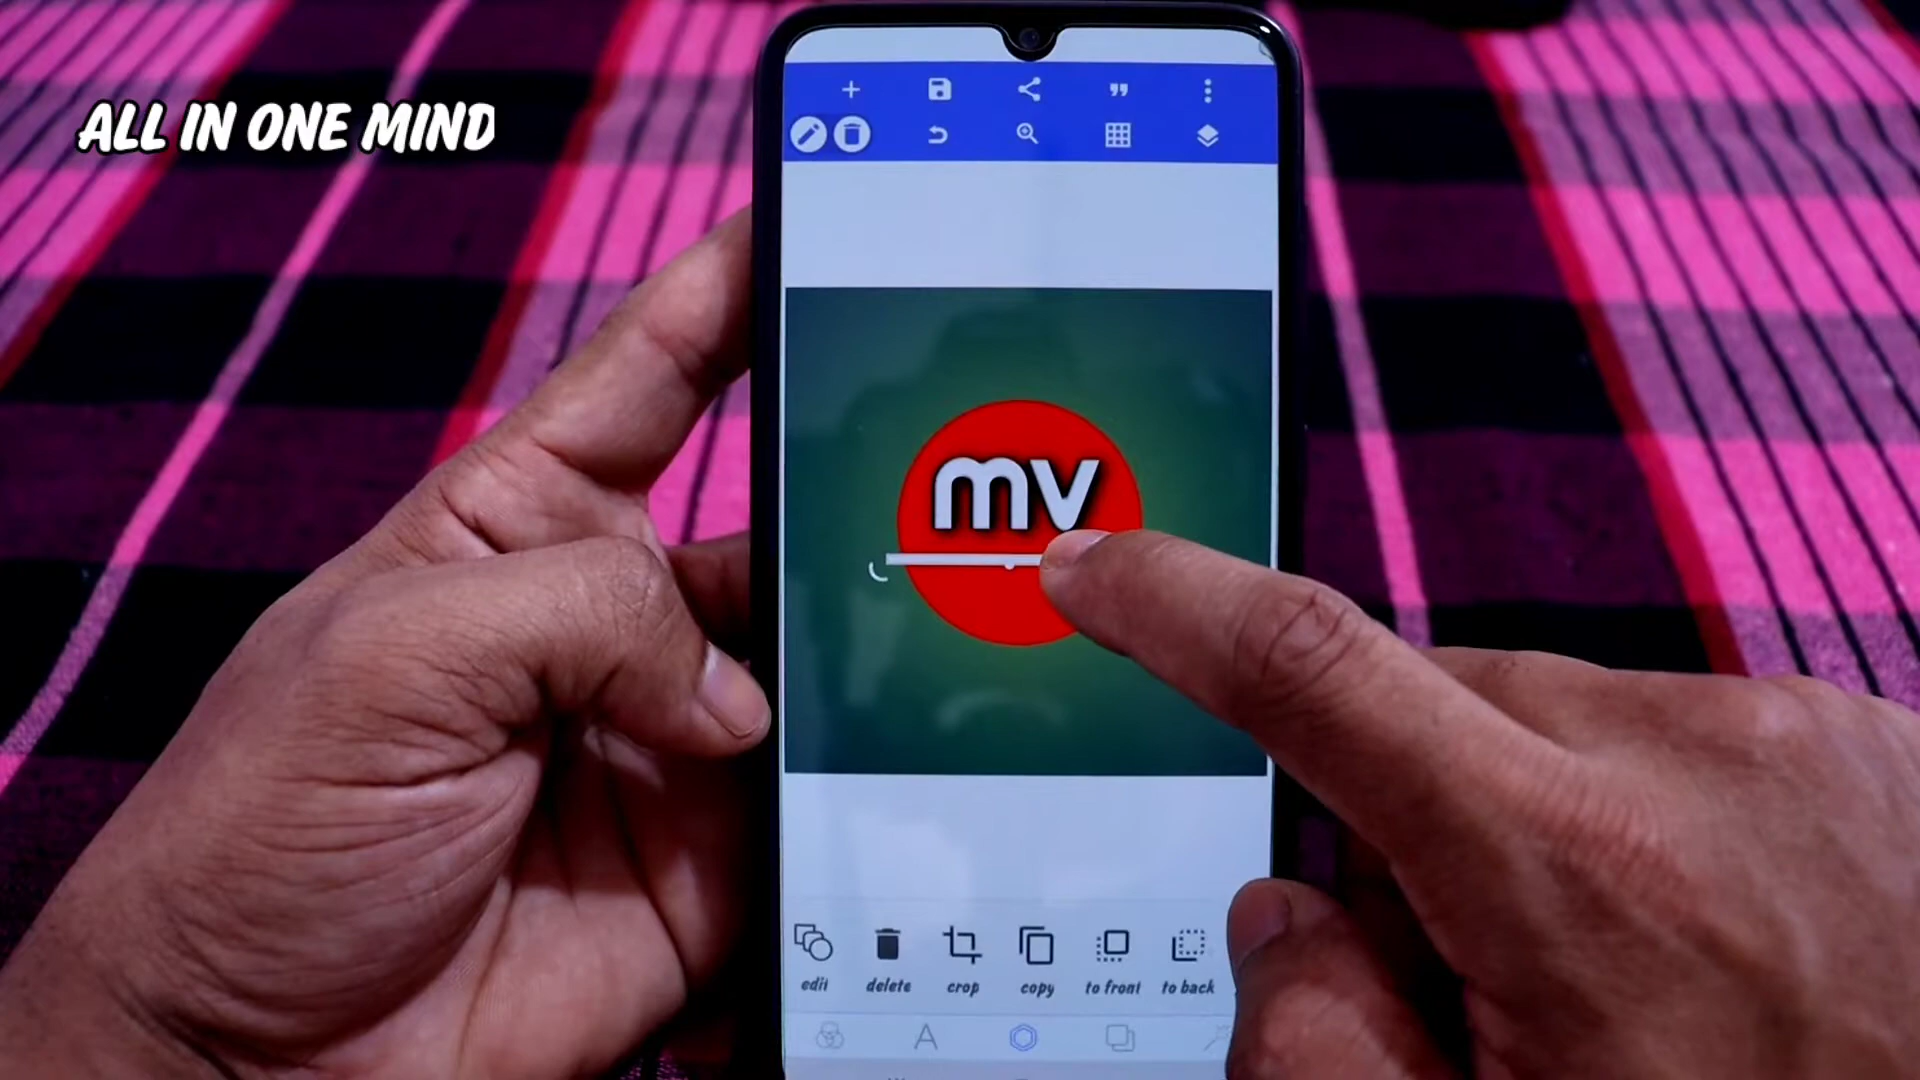 ALL IN ONE MIND
mv
edit
delete
crop
copy
to front
to back
A